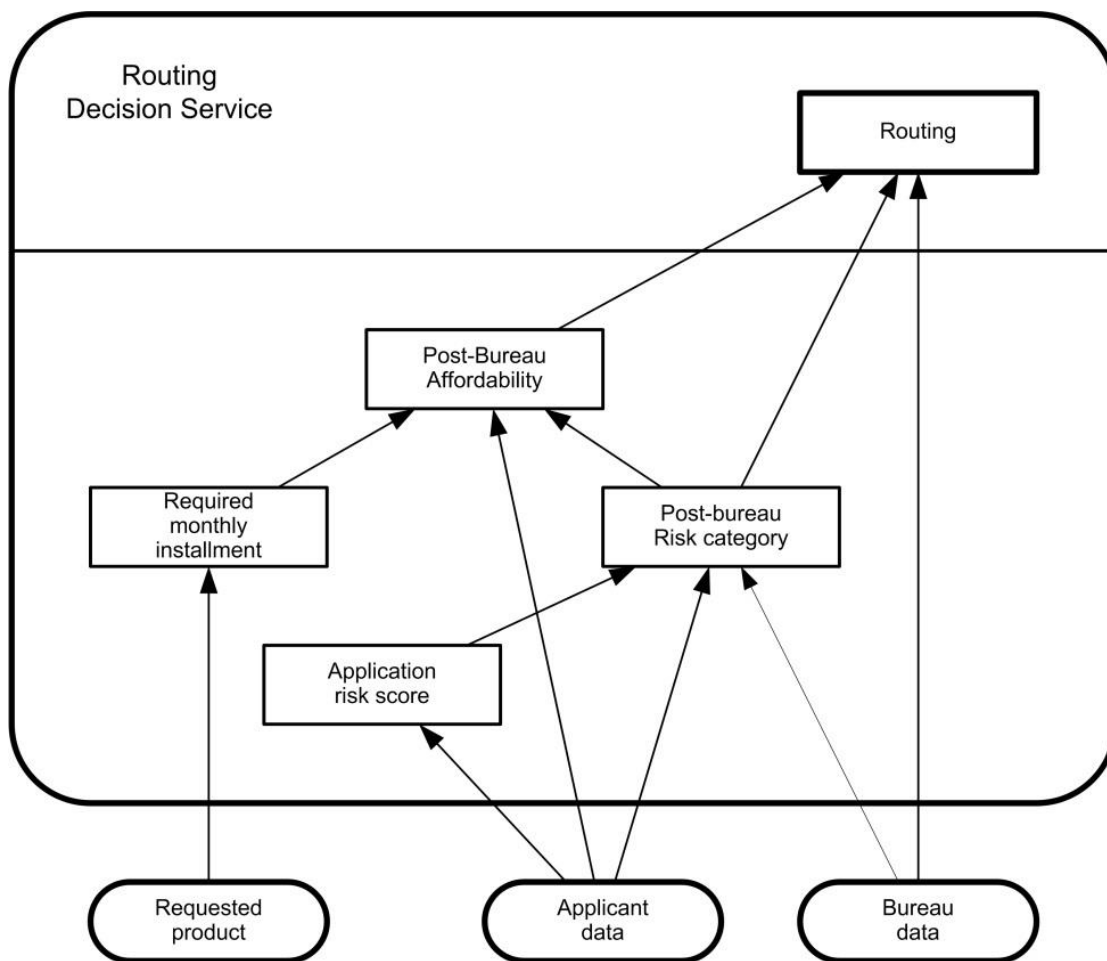 Routing
Decision Service
Routing
Post-Bureau
Affordability
Required
monthly
installment
Post-bureau
Risk category
Application
risk score
Requested
product
Applicant
data
Bureau
data